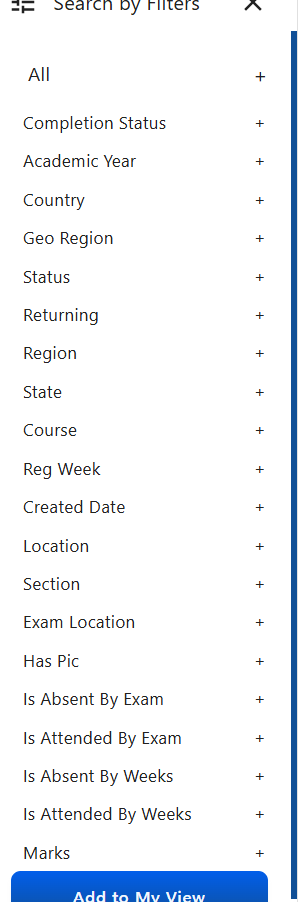 Search by Filters
All +
Completion Status +
Academic Year +
Country +
Geo Region +
Status +
Returning +
Region +
State +
Course +
Reg Week +
Created Date +
Location +
Section +
Exam Location +
Has Pic +
Is Absent By Exam +
Is Attended By Exam +
Is Absent By Weeks +
Is Attended By Weeks +
Marks +
Add to My View